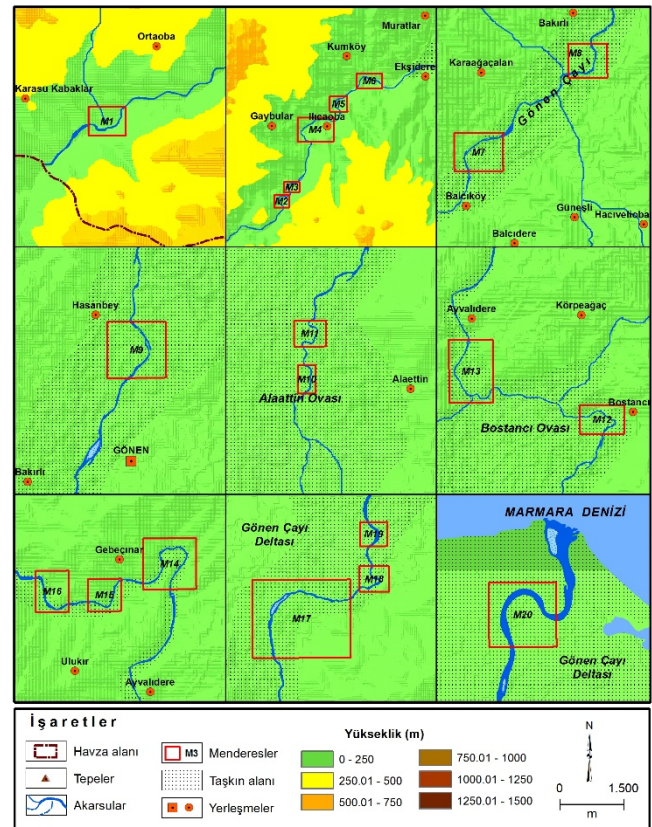 Ortaoba
Karasu Kabaklar
M1
Muratlar
Kumköy
Ekşidere
M6
M5
Gaybular
Ilıcaoba
M4
M3
M2
Bakırlı
M8
Karaağaçalan
Gönen Çayı
M7
Balcıköy
Güneşli
Hacıvelioba
Balcıdere
Hasanbey
M9
GÖNEN
Bakırlı
M11
M10
Alaettin
Alaattin Ovası
Ayvalıdere
Körpeağaç
M13
Bostancı
M12
Bostancı Ovası
Gebeçınar
M14
M16
M15
Ulukır
Ayvalıdere
Gönen Çayı
Deltası
M19
M18
M17
MARMARA DENİZİ
M20
Gönen Çayı
Deltası
İşaretler
Havza alanı
Tepeler
Akarsular
M3 Menderesler
Taşkın alanı
Yerleşmeler
Yükseklik (m)
0 - 250
250.01 - 500
500.01 - 750
750.01 - 1000
1000.01 - 1250
1250.01 - 1500
N
0 1.500
m